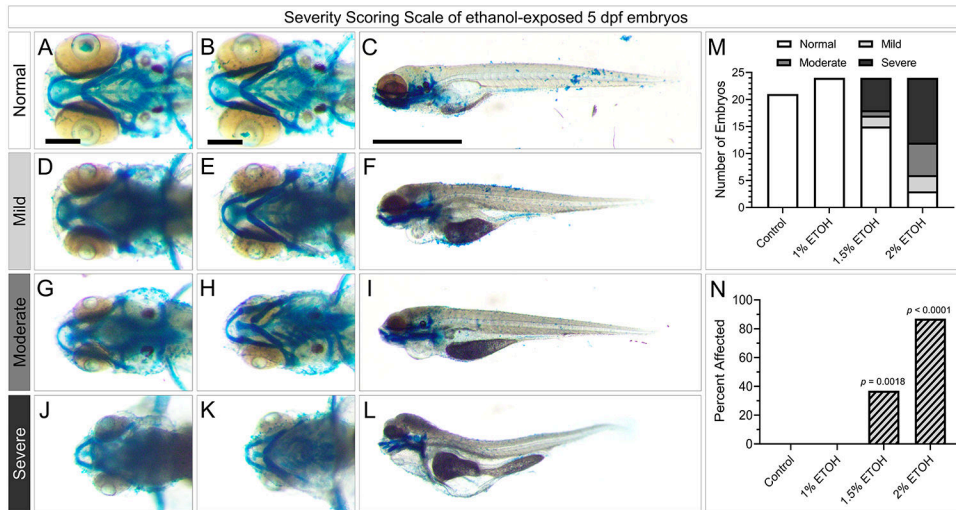 Severity Scoring Scale of ethanol-exposed 5 dpf embryos
Normal
A
B
C
Mild
D
E
F
Moderate
G
H
I
Severe
J
K
L
M
Normal
Mild
Moderate
Severe
Number of Embryos
25
20
15
10
5
0
Control
1% ETOH
1.5% ETOH
2% ETOH
N
Percent Affected
100
80
60
40
20
0
p = 0.0018
p < 0.0001
Control
1% ETOH
1.5% ETOH
2% ETOH